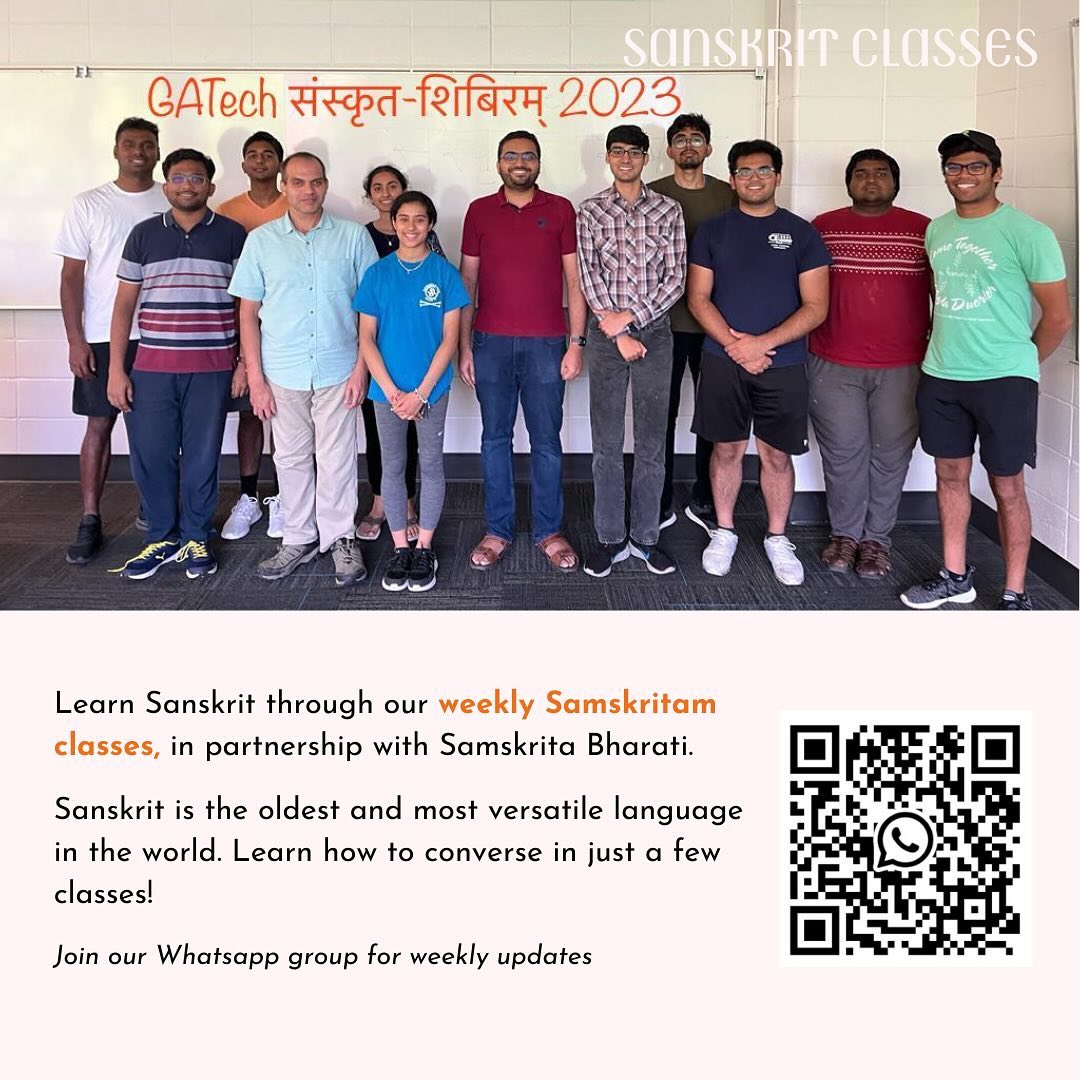 SANSKRIT CLASSES
GATech संस्कृत-शिबिरम् 2023
Come Together
Learn Sanskrit through our weekly Samskritam
classes, in partnership with Samskrita Bharati.
Sanskrit is the oldest and most versatile language
in the world. Learn how to converse in just a few
classes!
Join our Whatsapp group for weekly updates